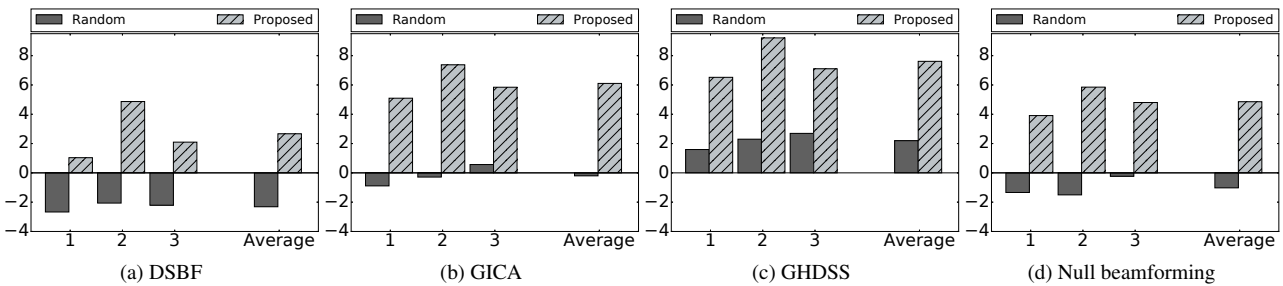 Random Proposed
8
6
4
2
0
−2
−4
1 2 3 Average
(a) DSBF
Random Proposed
8
6
4
2
0
−2
−4
1 2 3 Average
(b) GICA
Random Proposed
8
6
4
2
0
−2
−4
1 2 3 Average
(c) GHDSS
Random Proposed
8
6
4
2
0
−2
−4
1 2 3 Average
(d) Null beamforming